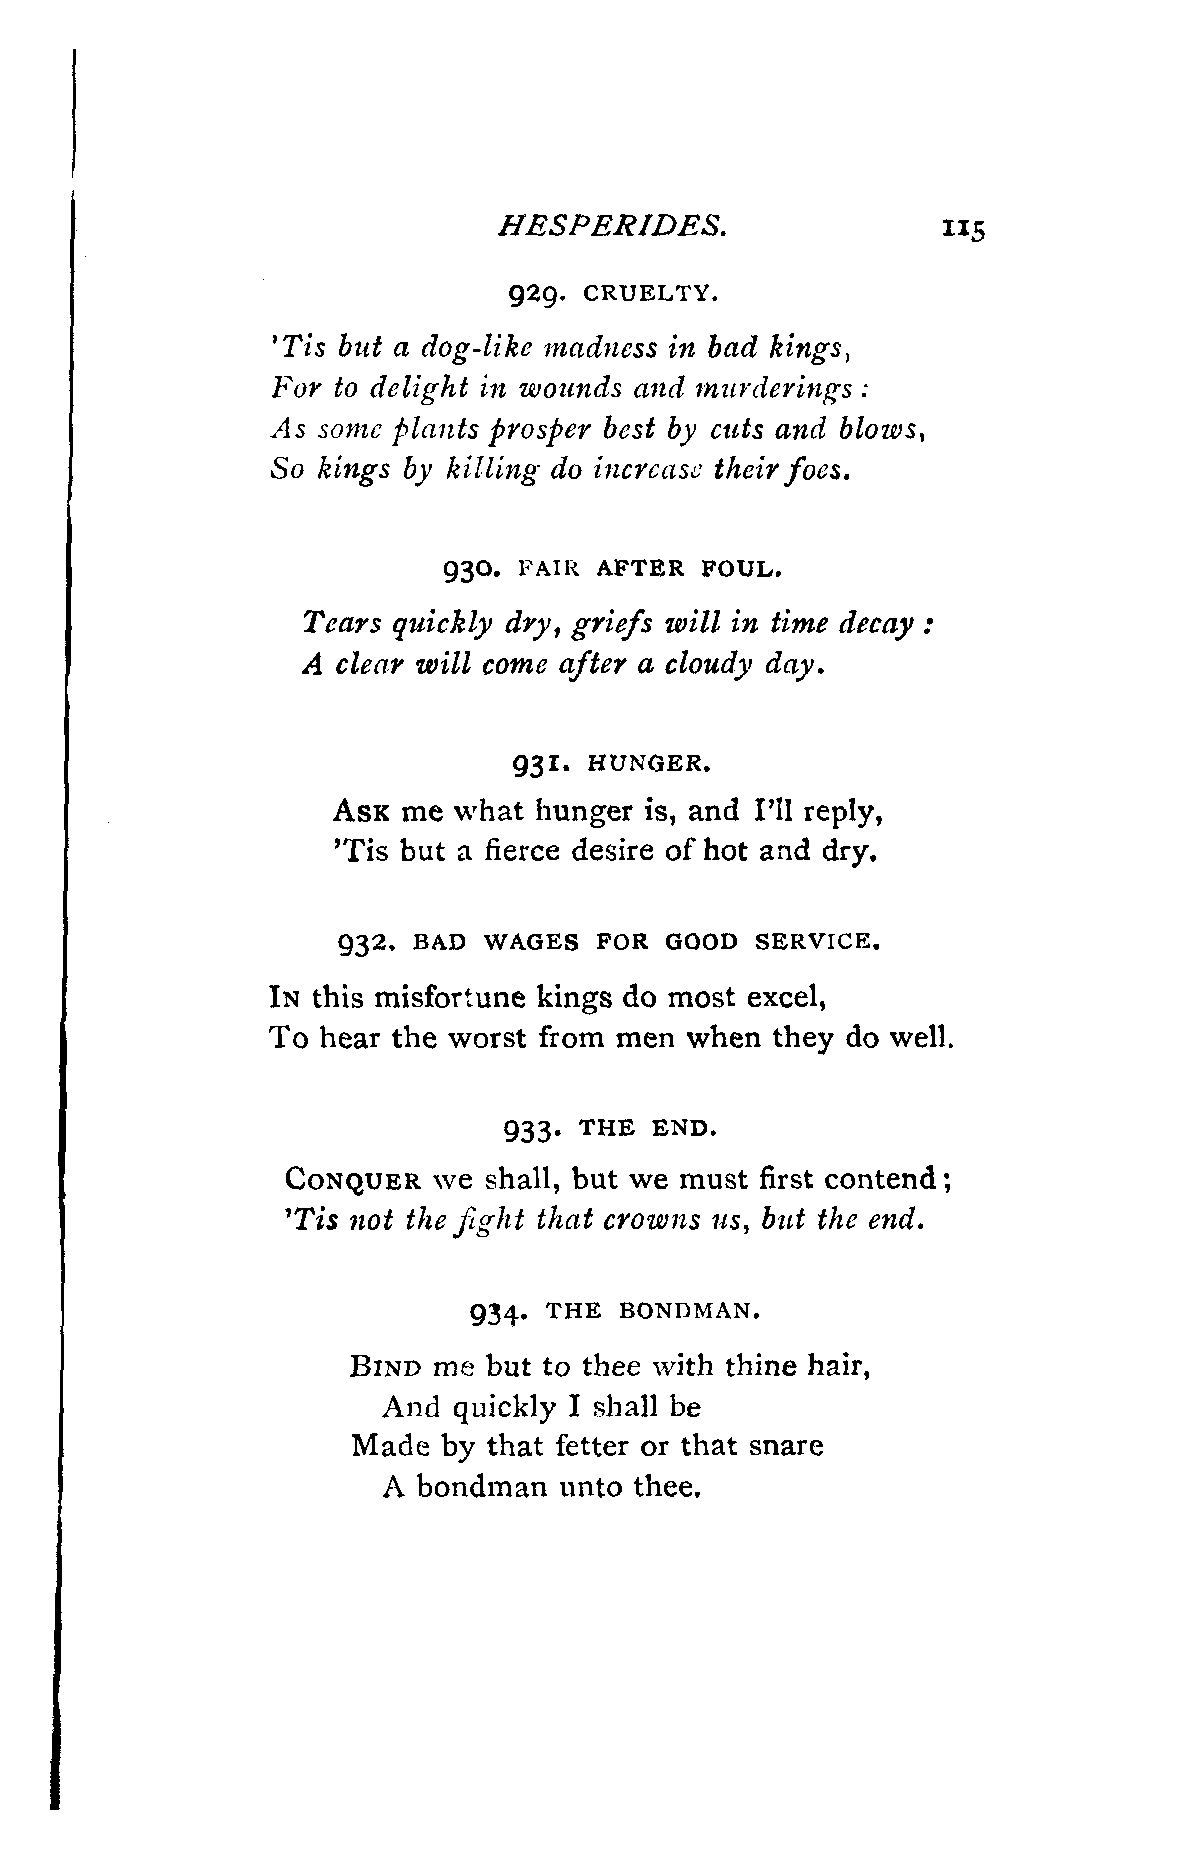 HESPERIDES. 115
929. CRUELTY.
'Tis but a dog-like madness in bad kings,
For to delight in wounds and murderings :
As some plants prosper best by cuts and blows,
So kings by killing do increase their foes.
930. FAIR AFTER FOUL.
Tears quickly dry, griefs will in time decay :
A clear will come after a cloudy day.
931. HUNGER.
ASK me what hunger is, and I'll reply,
'Tis but a fierce desire of hot and dry.
932. BAD WAGES FOR GOOD SERVICE.
IN this misfortune kings do most excel,
To hear the worst from men when they do well.
933. THE END.
CONQUER we shall, but we must first contend ;
'Tis not the fight that crowns us, but the end.
934. THE BONDMAN.
BIND me but to thee with thine hair,
And quickly I shall be
Made by that fetter or that snare
A bondman unto thee.